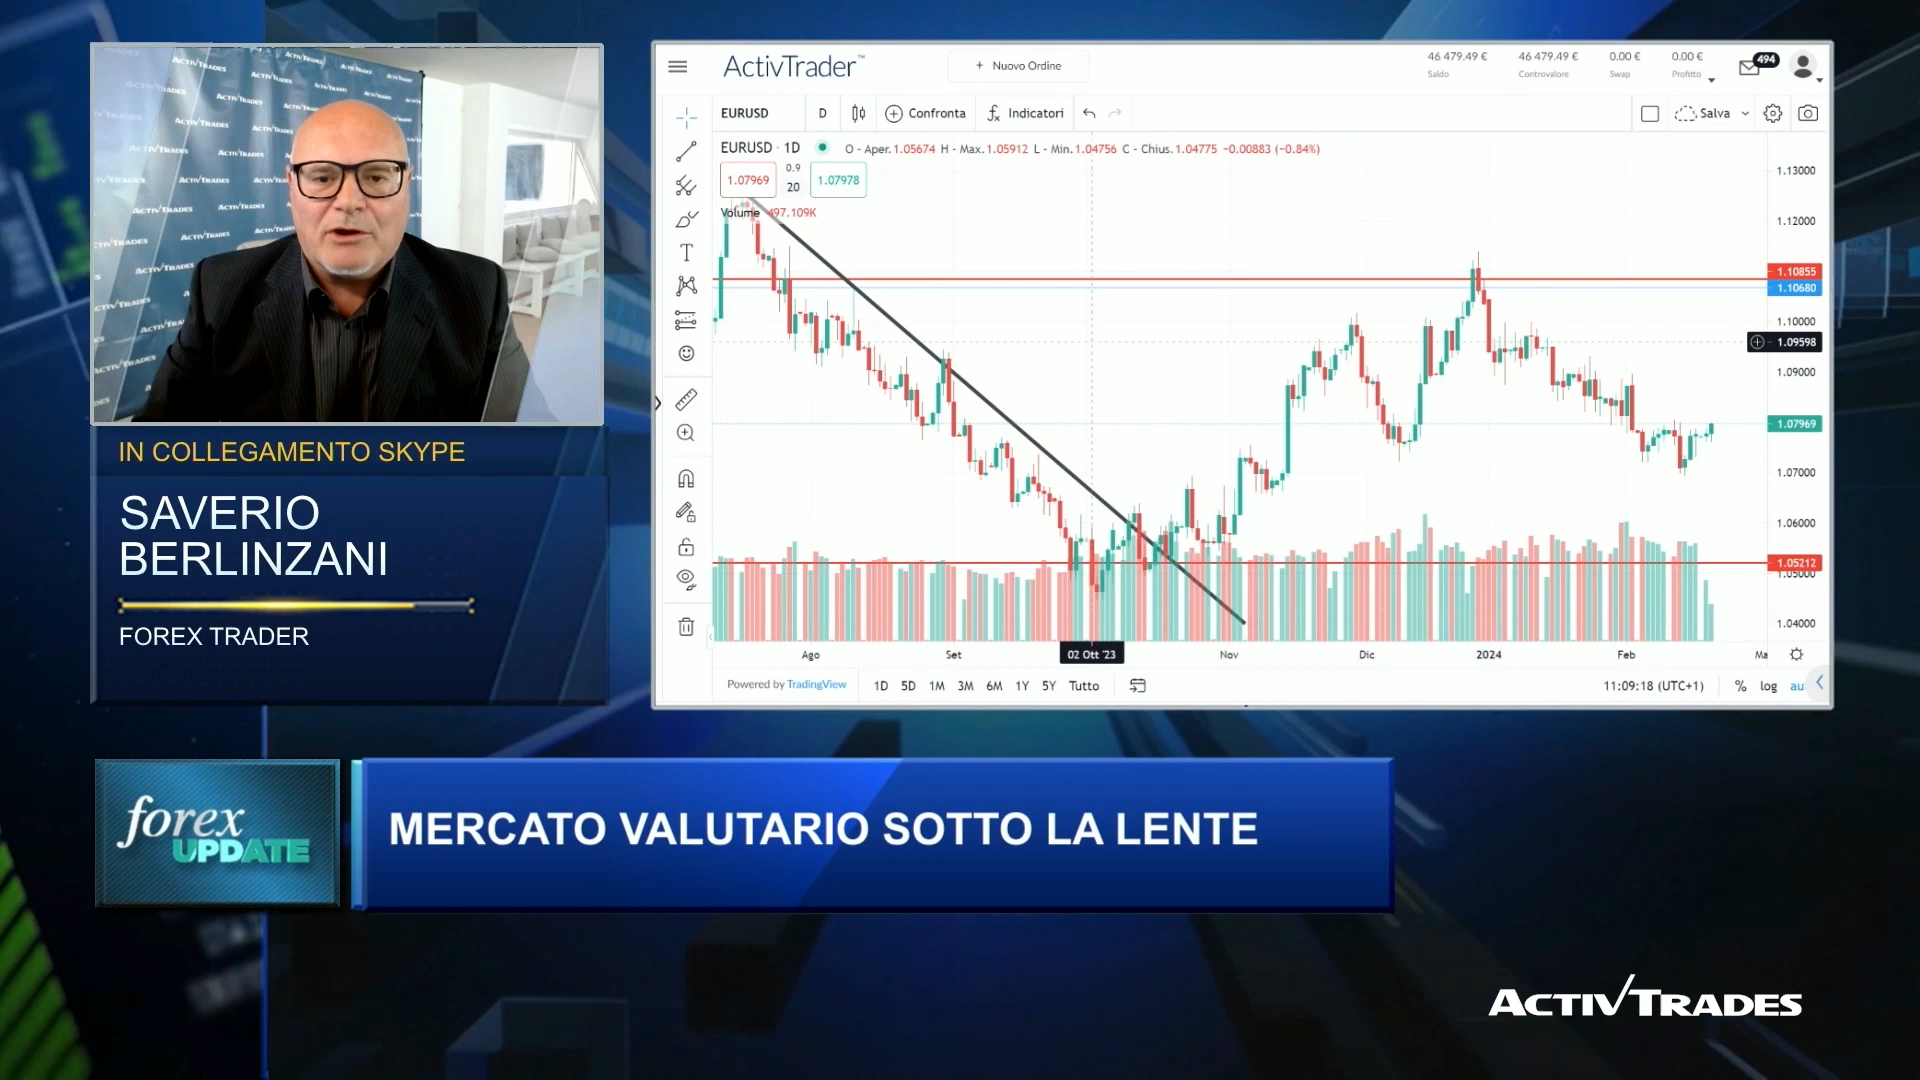 ACTIVTRADES
IN COLLEGAMENTO SKYPE
SAVERIO
BERLINZANI
FOREX TRADER
ActivTrader™
+ Nuovo Ordine
46 479.49 € 46 479.49 € 0.00 € 0.00 €
Saldo Controvalore Swap Profitto
494
EURUSD D Confronta Indicatori Salva
EURUSD · 1D O - Aper. 1.05674 H - Max. 1.05912 L - Min. 1.04756 C - Chius. 1.04775 −0.00883 (−0.84%)
1.07969 0.9 20 1.07978
Volume 497.109K
1.13000
1.12000
1.10855
1.10680
1.10000
1.09598
1.09000
1.07969
1.07000
1.06000
1.05212
1.05000
1.04000
Ago Set 02 Ott '23 Nov Dic 2024 Feb Ma
Powered by TradingView 1D 5D 1M 3M 6M 1Y 5Y Tutto 11:09:18 (UTC+1) % log au
forex
UPDATE
MERCATO VALUTARIO SOTTO LA LENTE
ACTIVTRADES